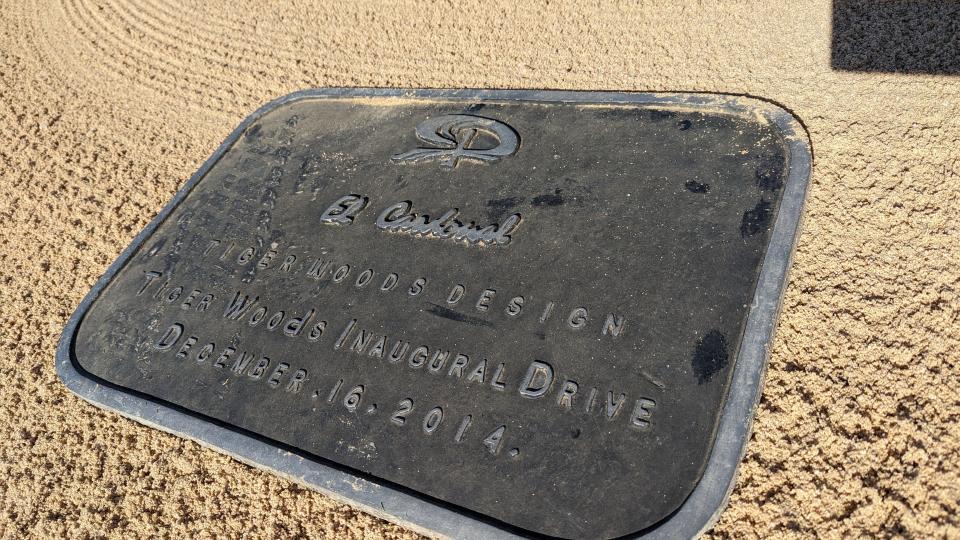 El Cardonal
TIGER WOODS DESIGN
TIGER WOODS INAUGURAL DRIVE
DECEMBER .16, 2014.